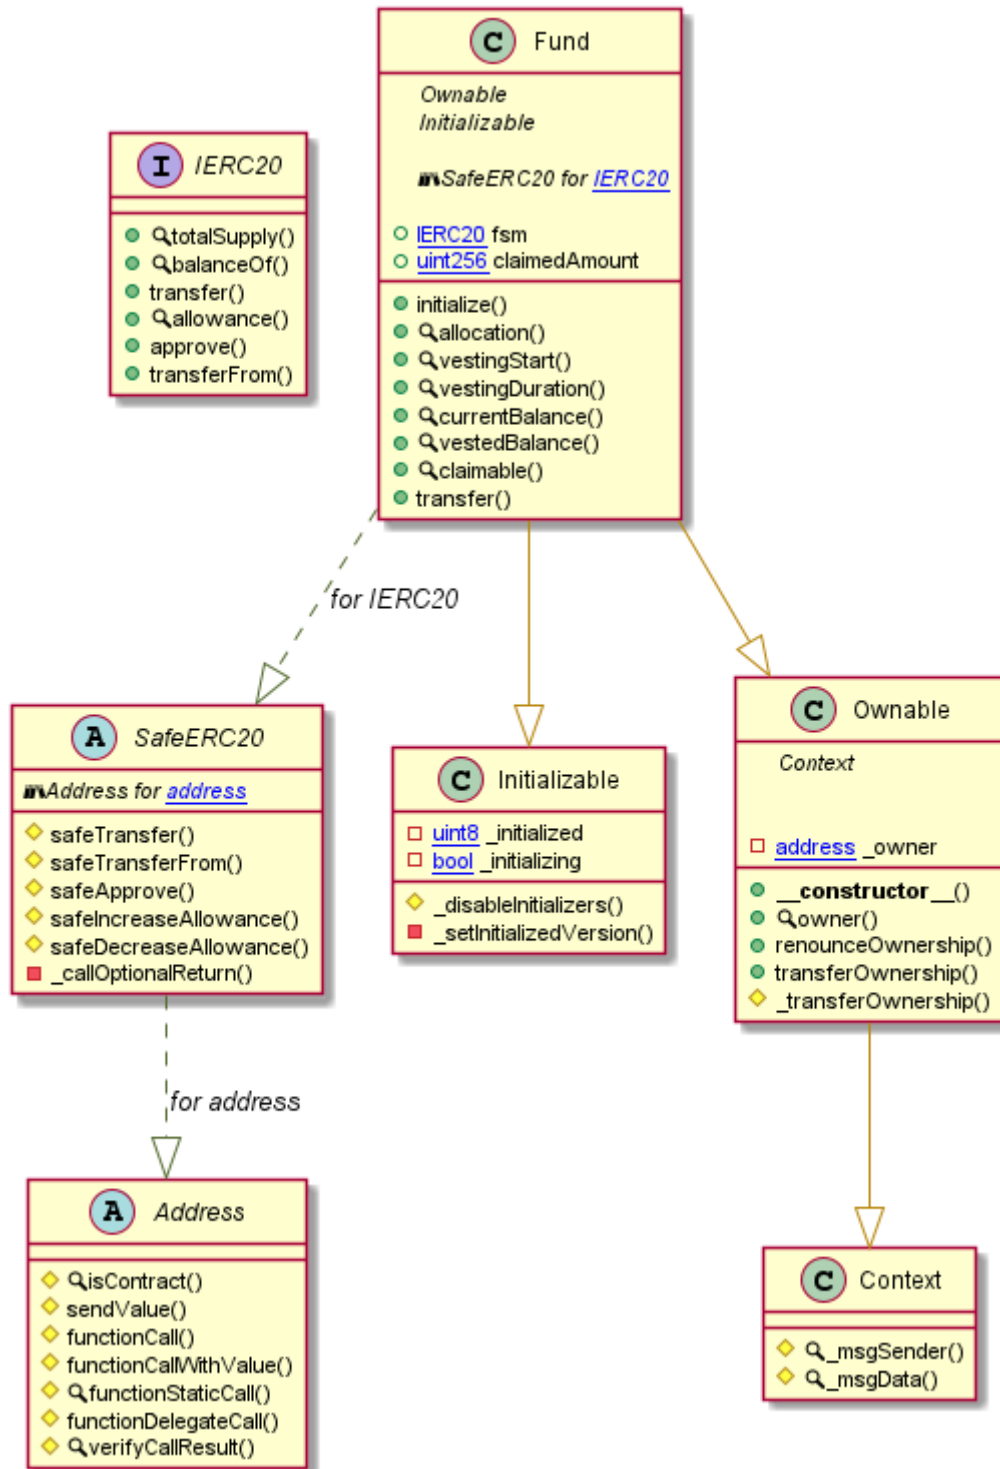 C Fund
Ownable
Initializable
SafeERC20 for IERC20
IERC20 fsm
uint256 claimedAmount
initialize()
allocation()
vestingStart()
vestingDuration()
currentBalance()
vestedBalance()
claimable()
transfer()
I IERC20
totalSupply()
balanceOf()
transfer()
allowance()
approve()
transferFrom()
for IERC20
A SafeERC20
Address for address
safeTransfer()
safeTransferFrom()
safeApprove()
safeIncreaseAllowance()
safeDecreaseAllowance()
_callOptionalReturn()
C Initializable
uint8 _initialized
bool _initializing
_disableInitializers()
_setInitializedVersion()
C Ownable
Context
address _owner
__constructor__()
owner()
renounceOwnership()
transferOwnership()
_transferOwnership()
for address
A Address
isContract()
sendValue()
functionCall()
functionCallWithValue()
functionStaticCall()
functionDelegateCall()
verifyCallResult()
C Context
_msgSender()
_msgData()